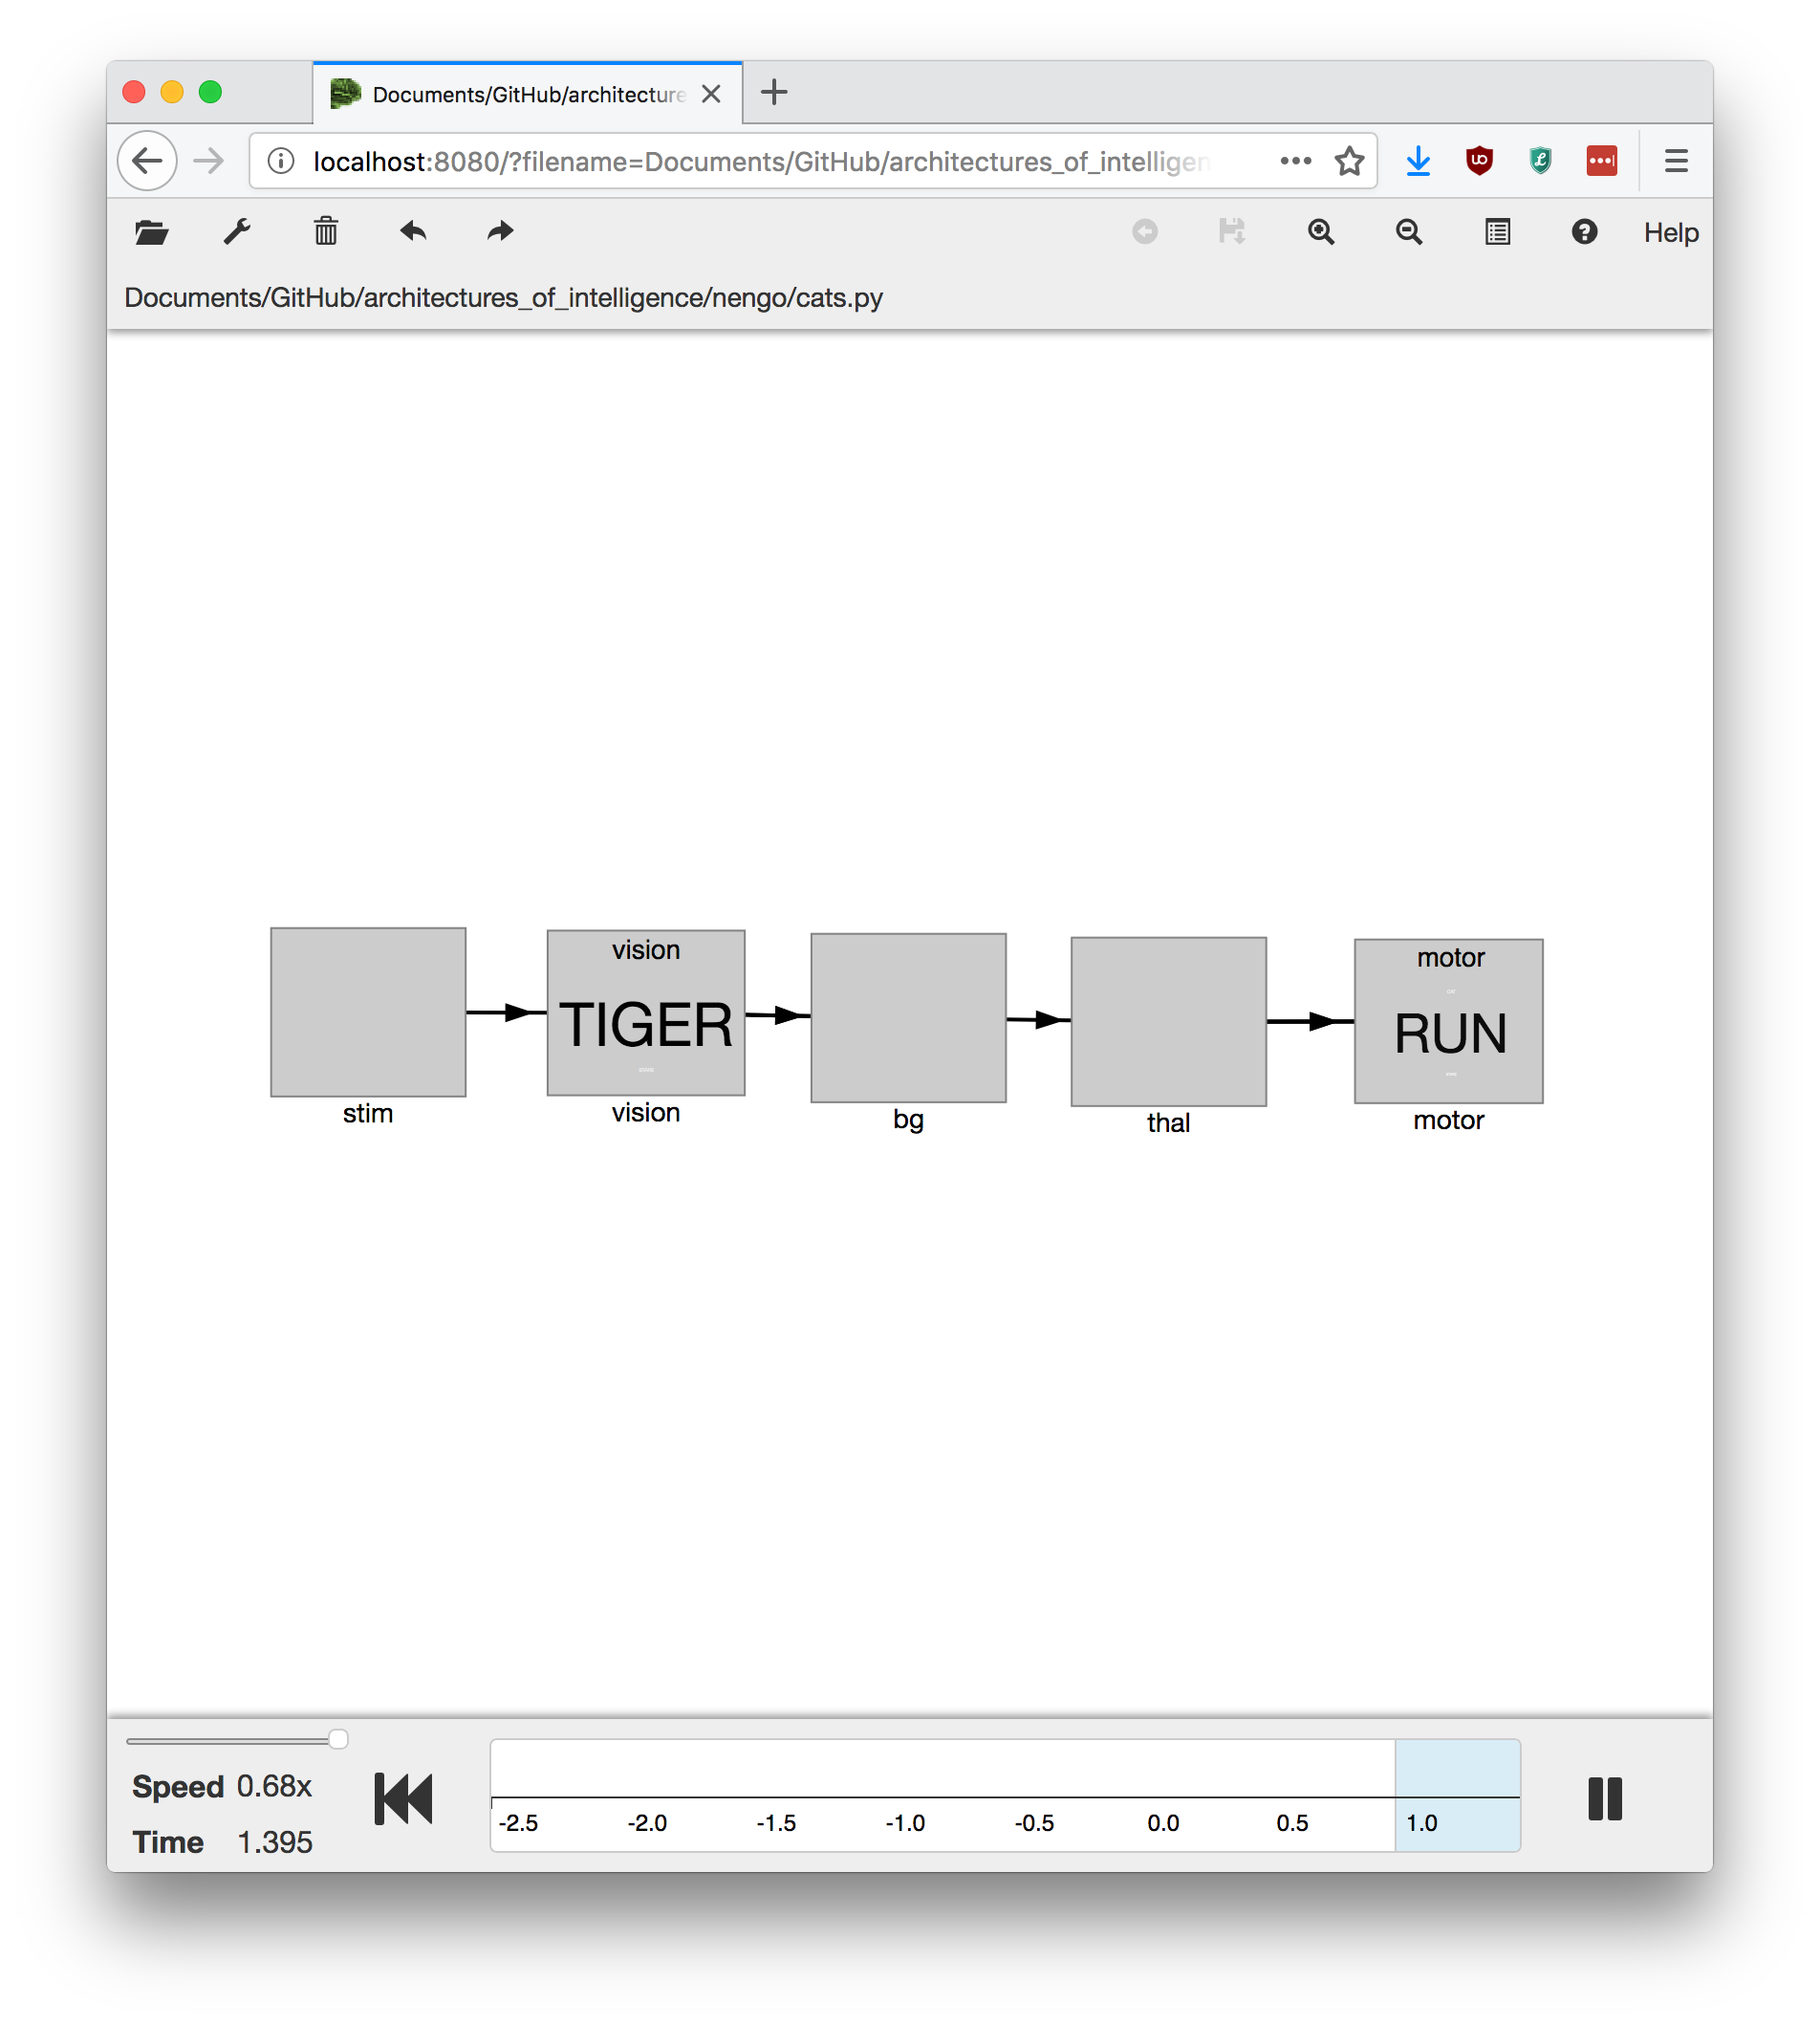 Documents/GitHub/architecture
localhost:8080/?filename=Documents/GitHub/architectures_of_intelligen
Help
Documents/GitHub/architectures_of_intelligence/nengo/cats.py
vision
TIGER
motor
RUN
stim
vision
bg
thal
motor
Speed 0.68x
Time 1.395
-2.5 -2.0 -1.5 -1.0 -0.5 0.0 0.5 1.0